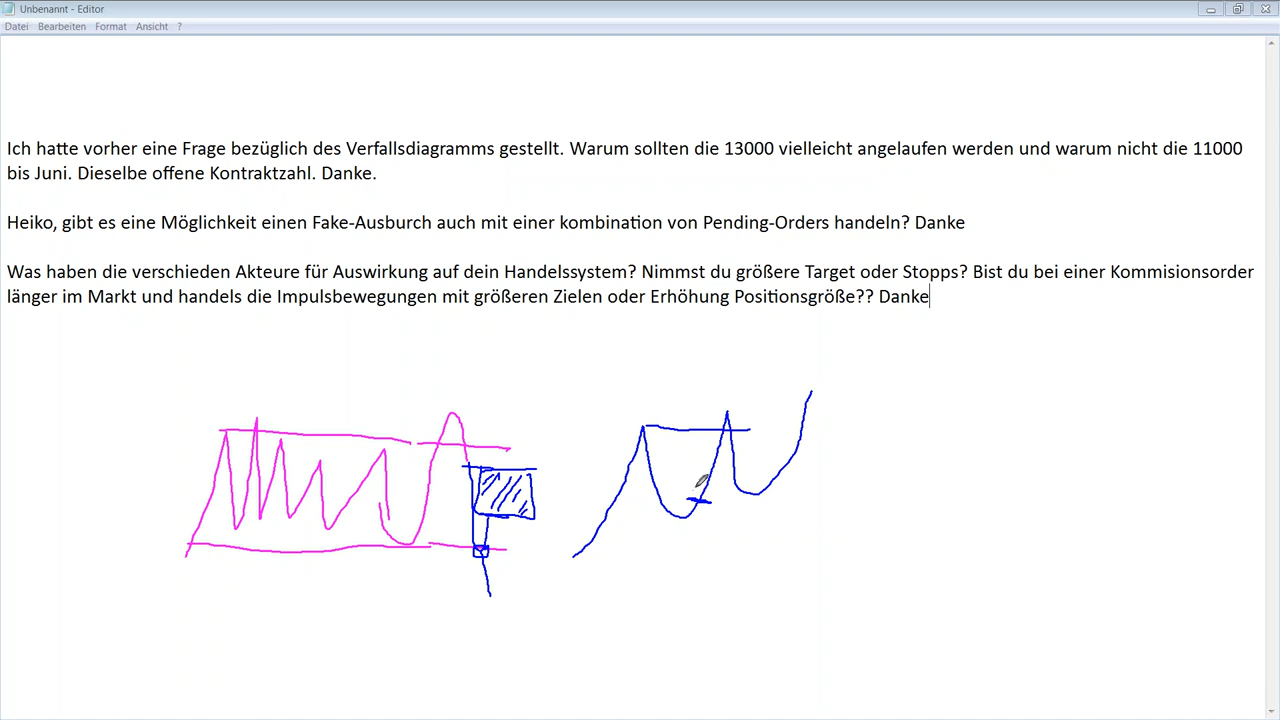 Unbenannt - Editor
Datei Bearbeiten Format Ansicht ?
Ich hatte vorher eine Frage bezüglich des Verfallsdiagramms gestellt. Warum sollten die 13000 vielleicht angelaufen werden und warum nicht die 11000
bis Juni. Dieselbe offene Kontraktzahl. Danke.
Heiko, gibt es eine Möglichkeit einen Fake-Ausburch auch mit einer kombination von Pending-Orders handeln? Danke
Was haben die verschieden Akteure für Auswirkung auf dein Handelssystem? Nimmst du größere Target oder Stopps? Bist du bei einer Kommisionsorder
länger im Markt und handels die Impulsbewegungen mit größeren Zielen oder Erhöhung Positionsgröße?? Danke